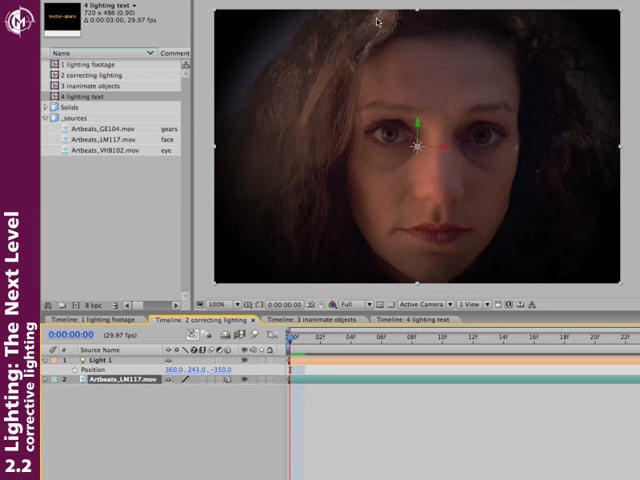 4 lighting text
720 x 486 (0.90)
Δ 0:00:03:00, 29.97 fps
Name
Comment
1 lighting footage
2 correcting lighting
3 inanimate objects
4 lighting text
Solids
_sources
Artbeats_GE104.mov gears
Artbeats_LM117.mov face
Artbeats_VHB102.mov eye
8 bpc
100%
0:00:00:00
Full
Active Camera
1 View
Timeline: 1 lighting footage
Timeline: 2 correcting lighting
Timeline: 3 inanimate objects
Timeline: 4 lighting text
0:00:00:00
(29.97 fps)
# Source Name
02F 04F 06F 08F 10F 12F 14F 16F 18F 20F 22F
1 Light 1
Position 360.0, 243.0, -350.0
2 Artbeats_LM117.mov
2.2 Lighting: The Next Level
corrective lighting